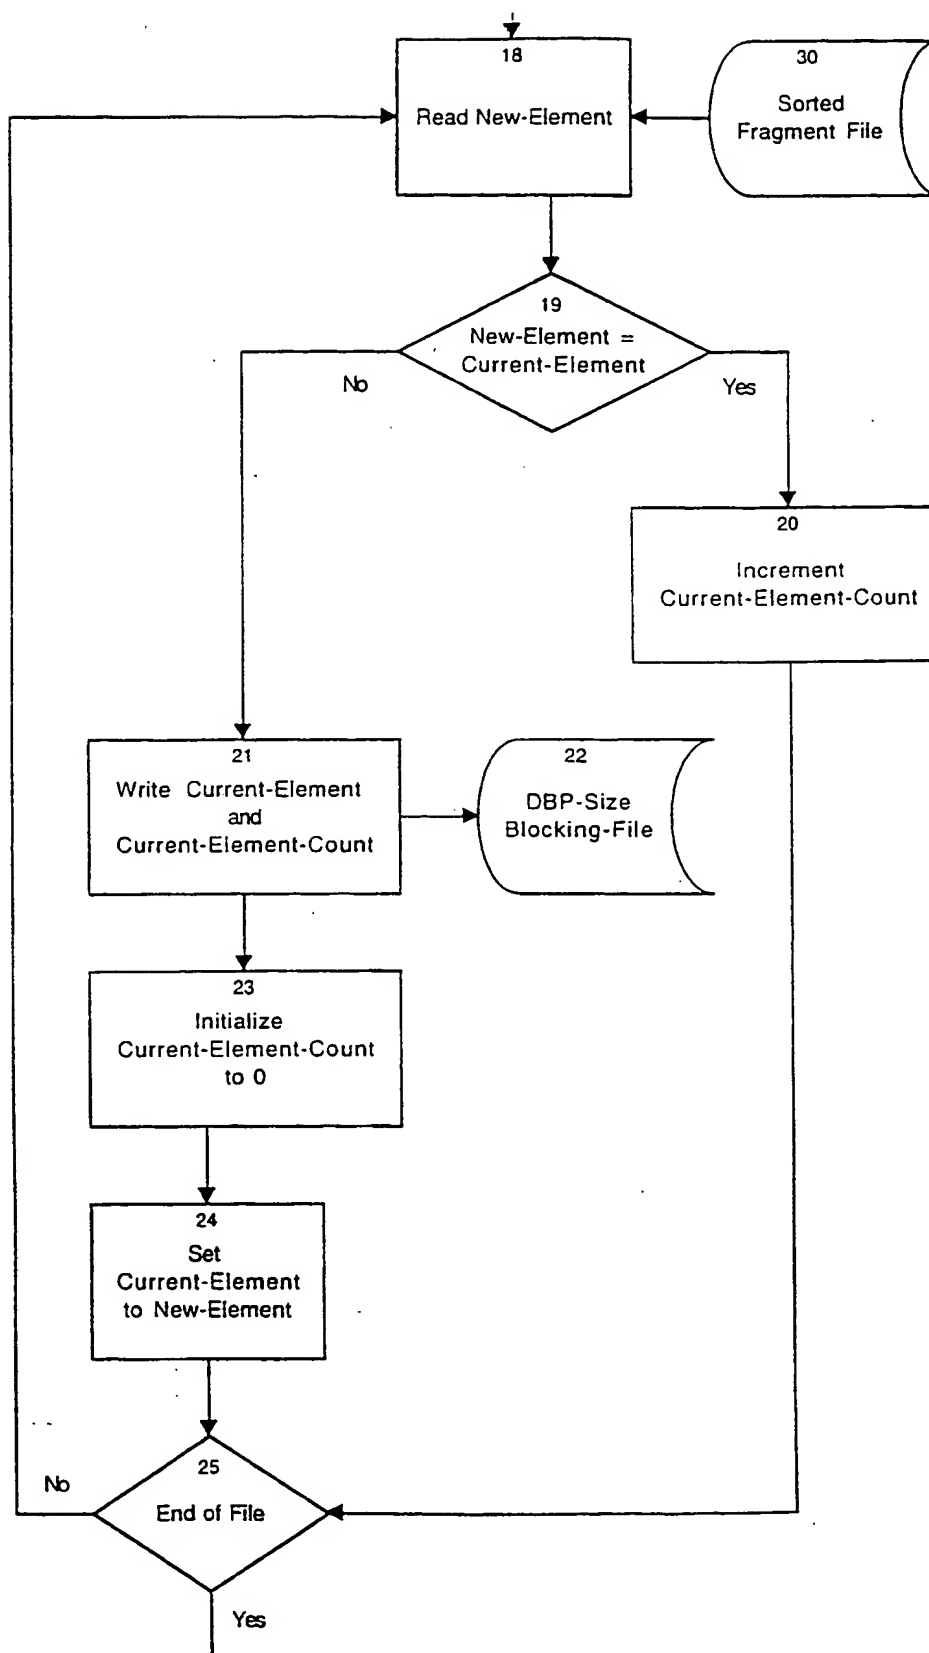 18
Read New-Element
30
Sorted
Fragment File
19
New-Element =
Current-Element
No
Yes
20
Increment
Current-Element-Count
21
Write Current-Element
and
Current-Element-Count
22
DBP-Size
Blocking-File
23
Initialize
Current-Element-Count
to 0
24
Set
Current-Element
to New-Element
25
End of File
No
Yes